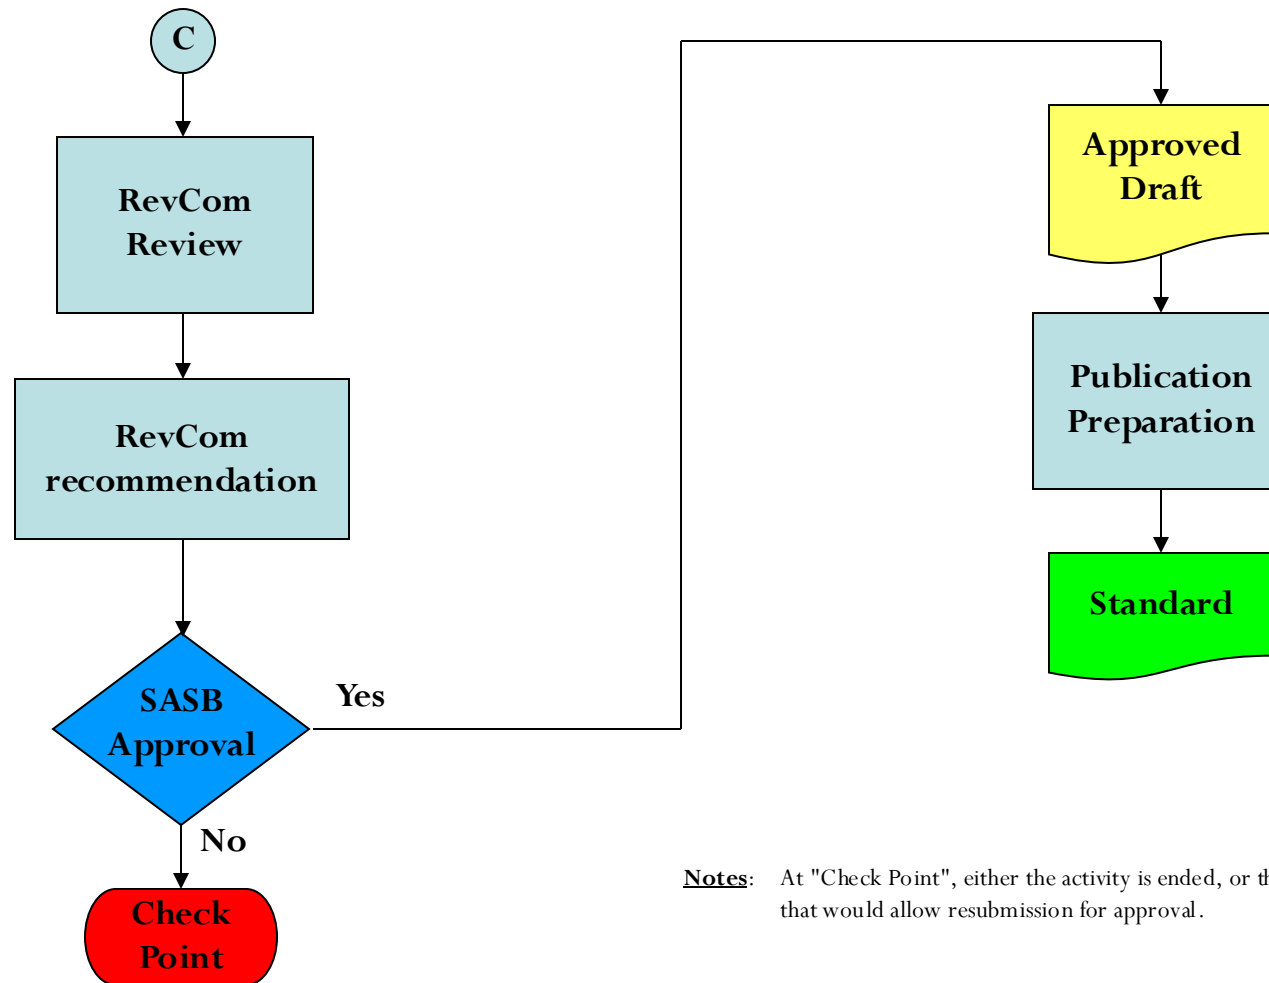 C
RevCom
Review
RevCom
recommendation
SASB
Approval
Yes
No
Check
Point
Approved
Draft
Publication
Preparation
Standard
Notes: At "Check Point", either the activity is ended, or
that would allow resubmission for approval.